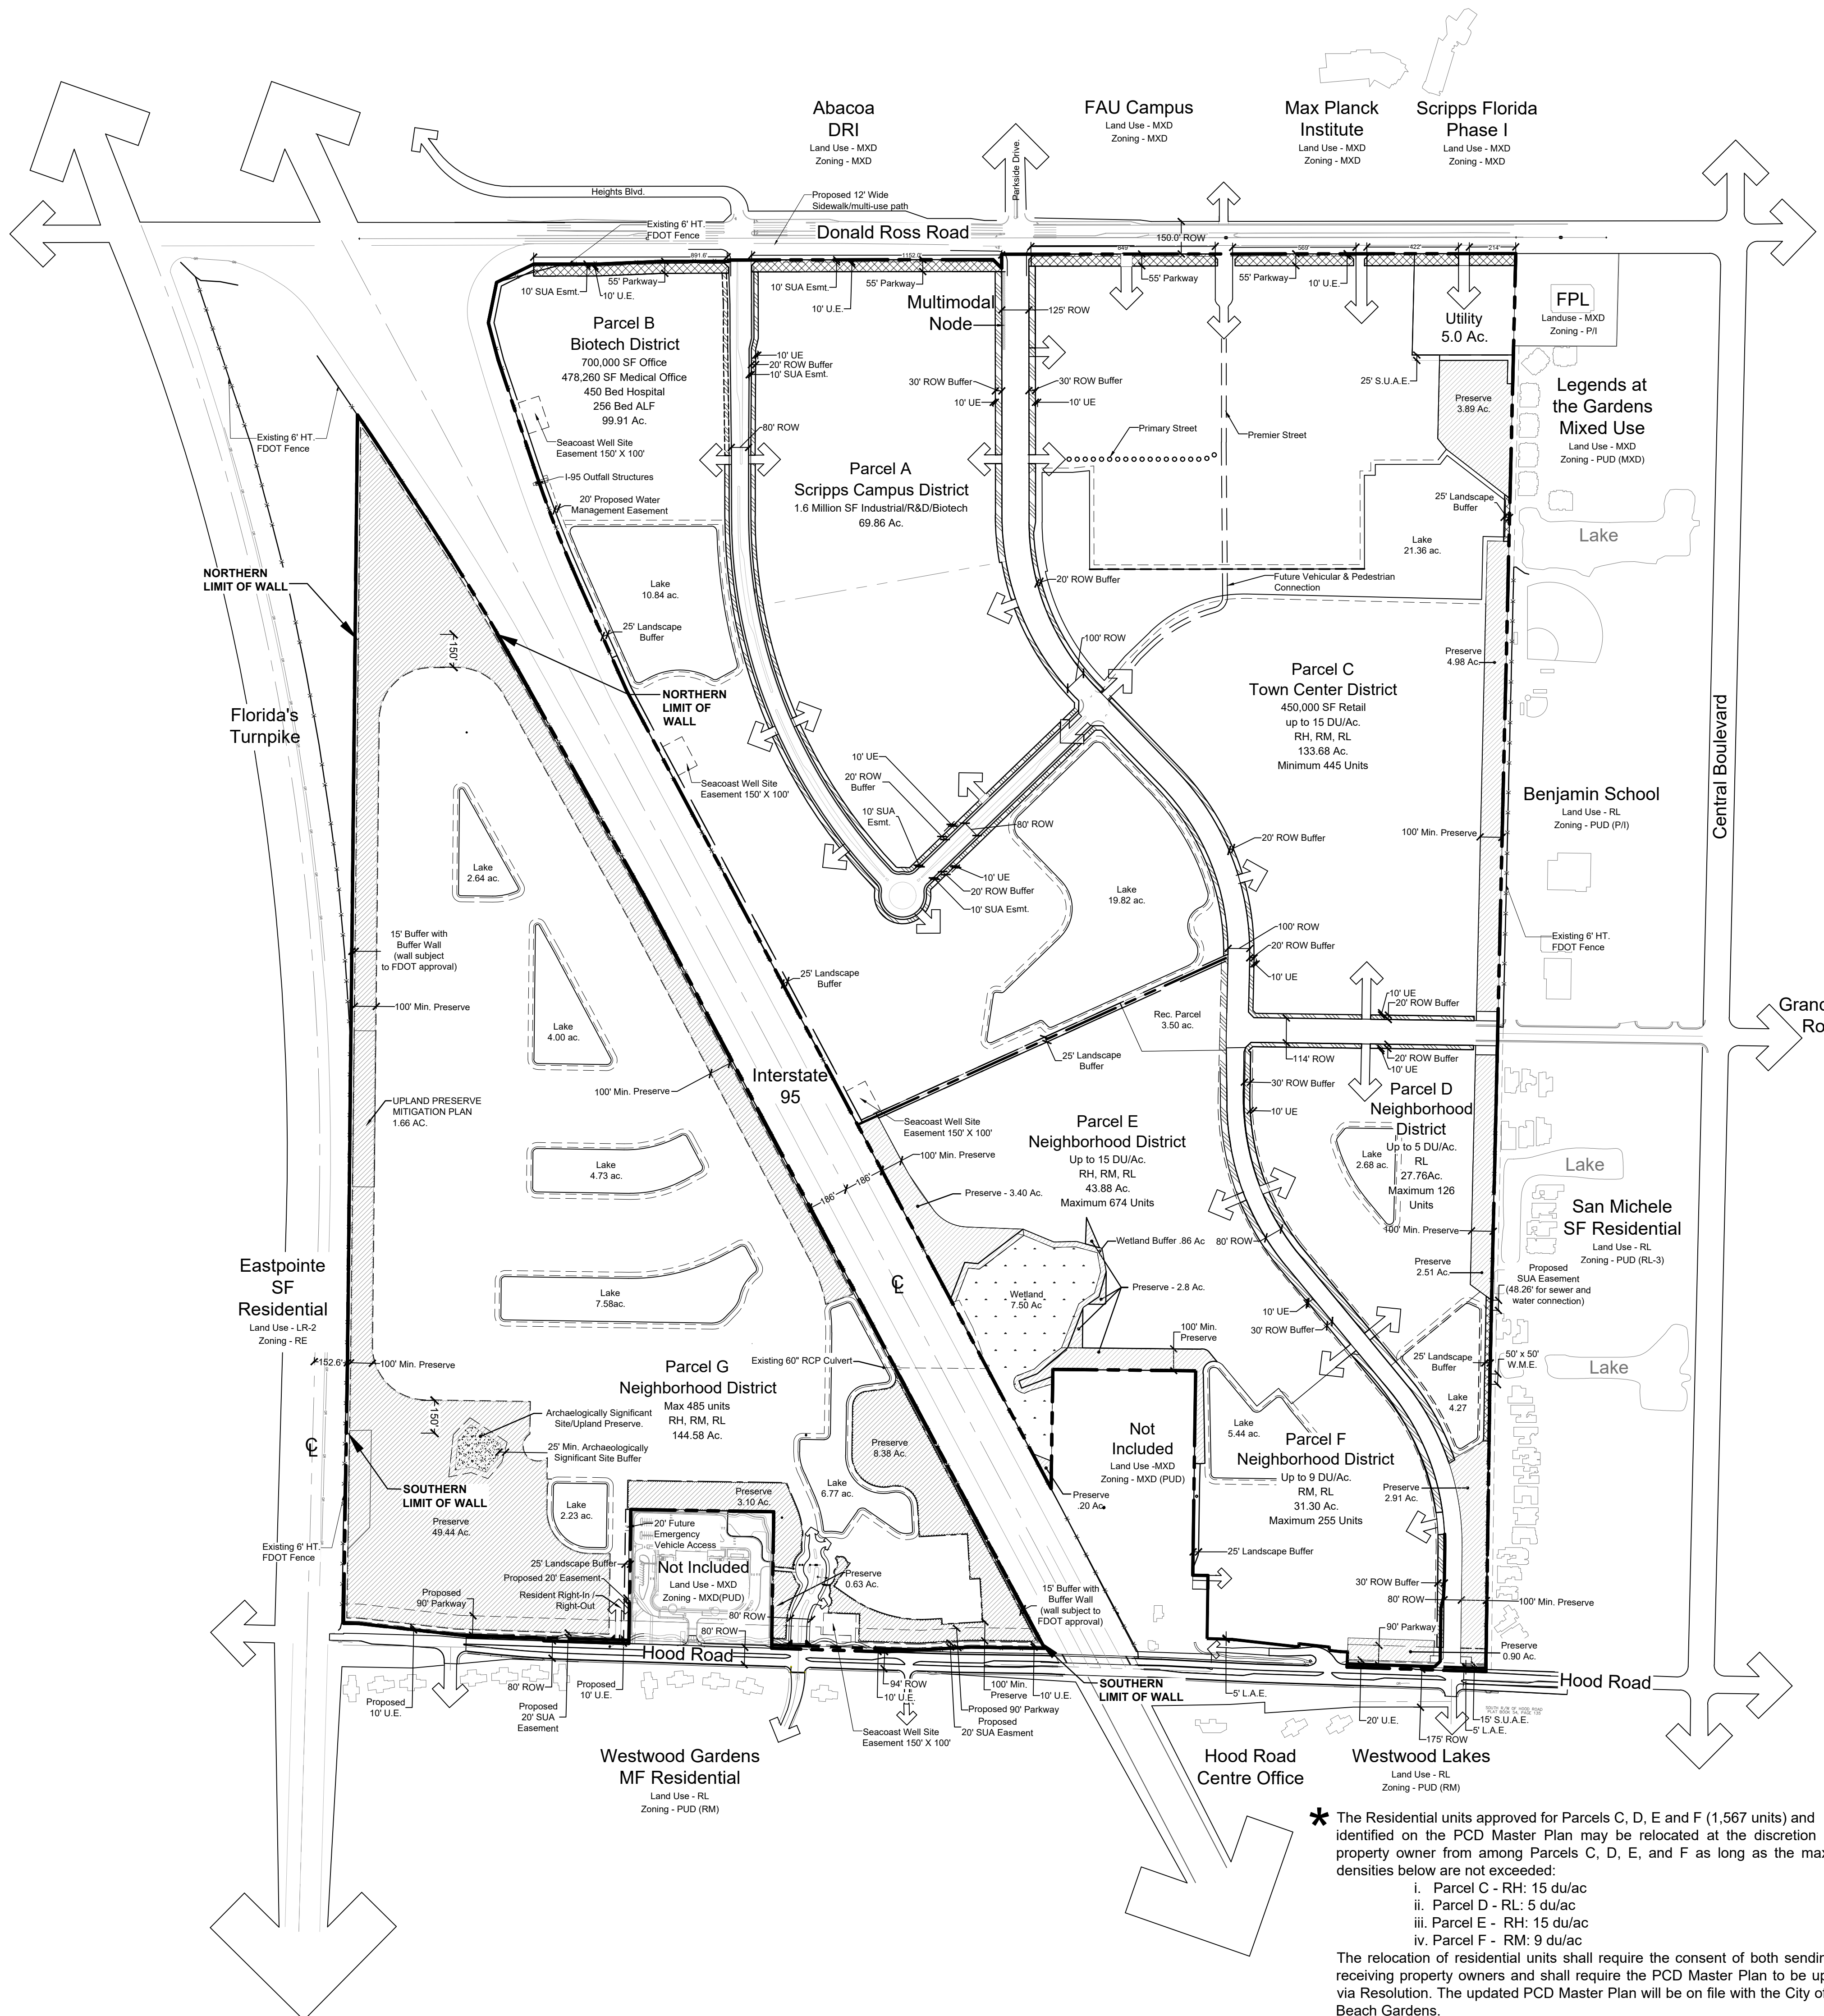 Abacoa
DRI
Land Use - MXD
Zoning - MXD
FAU Campus
Land Use - MXD
Zoning - MXD
Max Planck
Institute
Land Use - MXD
Zoning - MXD
Scripps Florida
Phase I
Land Use - MXD
Zoning - MXD
Parkside Drive.
Heights Blvd.
Proposed 12' Wide
Sidewalk/multi-use path
Existing 6' HT.
FDOT Fence
Donald Ross Road
150.0' ROW
891.6'
1152.0'
849'
569'
422'
214'
10' SUA Esmt.
10' U.E.
55' Parkway
10' SUA Esmt.
10' U.E.
55' Parkway
55' Parkway
55' Parkway
10' U.E.
Multimodal
Node
125' ROW
Parcel B
Biotech District
700,000 SF Office
478,260 SF Medical Office
450 Bed Hospital
256 Bed ALF
99.91 Ac.
10' UE
20' ROW Buffer
10' SUA Esmt.
30' ROW Buffer
10' UE
30' ROW Buffer
10' UE
Utility
5.0 Ac.
FPL
Landuse - MXD
Zoning - P/I
25' S.U.A.E.
Preserve
3.89 Ac.
Legends at
the Gardens
Mixed Use
Land Use - MXD
Zoning - PUD (MXD)
Existing 6' HT.
FDOT Fence
Seacoast Well Site
Easement 150' X 100'
80' ROW
Primary Street
Premier Street
Parcel A
Scripps Campus District
1.6 Million SF Industrial/R&D/Biotech
69.86 Ac.
I-95 Outfall Structures
20' Proposed Water
Management Easement
25' Landscape
Buffer
Lake
Lake
21.36 ac.
NORTHERN
LIMIT OF WALL
Lake
10.84 ac.
20' ROW Buffer
Future Vehicular & Pedestrian
Connection
25' Landscape
Buffer
150'
100' ROW
Preserve
4.98 Ac.
Parcel C
Town Center District
450,000 SF Retail
up to 15 DU/Ac.
RH, RM, RL
133.68 Ac.
Minimum 445 Units
NORTHERN
LIMIT OF
WALL
Florida's
Turnpike
Central Boulevard
10' UE
20' ROW
Buffer
10' SUA
Esmt.
Seacoast Well Site
Easement 150' X 100'
Benjamin School
Land Use - RL
Zoning - PUD (P/I)
80' ROW
20' ROW Buffer
100' Min. Preserve
Lake
2.64 ac.
10' UE
20' ROW Buffer
10' SUA Esmt.
Lake
19.82 ac.
15' Buffer with
Buffer Wall
(wall subject
to FDOT approval)
100' ROW
20' ROW Buffer
10' UE
Existing 6' HT.
FDOT Fence
25' Landscape
Buffer
100' Min. Preserve
Rec. Parcel
3.50 ac.
10' UE
20' ROW Buffer
Lake
4.00 ac.
25' Landscape
Buffer
114' ROW
20' ROW Buffer
10' UE
Interstate
95
100' Min. Preserve
30' ROW Buffer
10' UE
Parcel D
Neighborhood
District
Up to 5 DU/Ac.
RL
27.76Ac.
Maximum 126
Units
UPLAND PRESERVE
MITIGATION PLAN
1.66 AC.
Seacoast Well Site
Easement 150' X 100'
Parcel E
Neighborhood District
Up to 15 DU/Ac.
RH, RM, RL
43.88 Ac.
Maximum 674 Units
100' Min. Preserve
Lake
2.68 ac.
Lake
Lake
4.73 ac.
186'
186'
Preserve - 3.40 Ac.
San Michele
SF Residential
Land Use - RL
Zoning - PUD (RL-3)
100' Min. Preserve
Wetland Buffer .86 Ac
80' ROW
Eastpointe
SF
Residential
Land Use - LR-2
Zoning - RE
Preserve
2.51 Ac.
Proposed
SUA Easement
(48.26' for sewer and
water connection)
Preserve - 2.8 Ac.
Lake
7.58ac.
Wetland
7.50 Ac
10' UE
30' ROW Buffer
100' Min.
Preserve
25' Landscape
Buffer
50' x 50'
W.M.E.
Lake
152.6'
100' Min. Preserve
Existing 60" RCP Culvert
Lake
4.27
Parcel G
Neighborhood District
Max 485 units
RH, RM, RL
144.58 Ac.
150'
Archaeologically Significant
Site/Upland Preserve.
25' Min. Archaeologically
Significant Site Buffer
Preserve
8.38 Ac.
Not
Included
Land Use -MXD
Zoning - MXD (PUD)
Lake
5.44 ac.
Parcel F
Neighborhood District
Up to 9 DU/Ac.
RM, RL
31.30 Ac.
Maximum 255 Units
SOUTHERN
LIMIT OF WALL
Preserve
49.44 Ac.
Lake
2.23 ac.
Preserve
3.10 Ac.
Lake
6.77 ac.
Preserve
.20 Ac.
Preserve
2.91 Ac.
Existing 6' HT.
FDOT Fence
20' Future
Emergency
Vehicle Access
25' Landscape Buffer
Proposed 20' Easement
Resident Right-In /
Right-Out
Not Included
Land Use - MXD
Zoning - MXD(PUD)
Preserve
0.63 Ac.
25' Landscape Buffer
Proposed
90' Parkway
80' ROW
80' ROW
15' Buffer with
Buffer Wall
(wall subject to
FDOT approval)
30' ROW Buffer
80' ROW
100' Min. Preserve
90' Parkway
Preserve
0.90 Ac.
Hood Road
Hood Road
Proposed
10' U.E.
80' ROW
Proposed
20' SUA
Easement
Proposed
10' U.E.
94' ROW
10' U.E.
100' Min.
Preserve
10' U.E.
Proposed 90' Parkway
Proposed
20' SUA Easment
Seacoast Well Site
Easement 150' X 100'
SOUTHERN
LIMIT OF WALL
5' L.A.E.
20' U.E.
175' ROW
15' S.U.A.E.
5' L.A.E.
Westwood Gardens
MF Residential
Land Use - RL
Zoning - PUD (RM)
Hood Road
Centre Office
Westwood Lakes
Land Use - RL
Zoning - PUD (RM)
* The Residential units approved for Parcels C, D, E and F (1,567 units) and
identified on the PCD Master Plan may be relocated at the discretion
property owner from among Parcels C, D, E, and F as long as the max
densities below are not exceeded:
i. Parcel C - RH: 15 du/ac
ii. Parcel D - RL: 5 du/ac
iii. Parcel E - RH: 15 du/ac
iv. Parcel F - RM: 9 du/ac
The relocation of residential units shall require the consent of both sendin
receiving property owners and shall require the PCD Master Plan to be up
via Resolution. The updated PCD Master Plan will be on file with the City of
Beach Gardens.